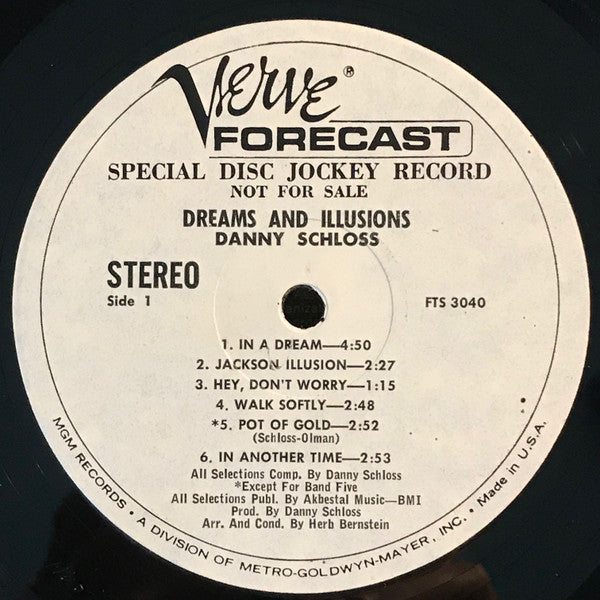 Verve®
FORECAST
SPECIAL DISC JOCKEY RECORD
NOT FOR SALE
DREAMS AND ILLUSIONS
DANNY SCHLOSS
STEREO
Side 1
FTS 3040
1. IN A DREAM—4:50
2. JACKSON ILLUSION—2:27
3. HEY, DON'T WORRY—1:15
4. WALK SOFTLY—2:48
*5. POT OF GOLD—2:52
(Schloss-Olman)
6. IN ANOTHER TIME—2:53
All Selections Comp. By Danny Schloss
*Except For Band Five
All Selections Publ. By Akbestal Music—BMI
Prod. By Danny Schloss
Arr. And Cond. By Herb Bernstein
MGM RECORDS • A DIVISION OF METRO-GOLDWYN-MAYER, INC. • Made in U.S.A.